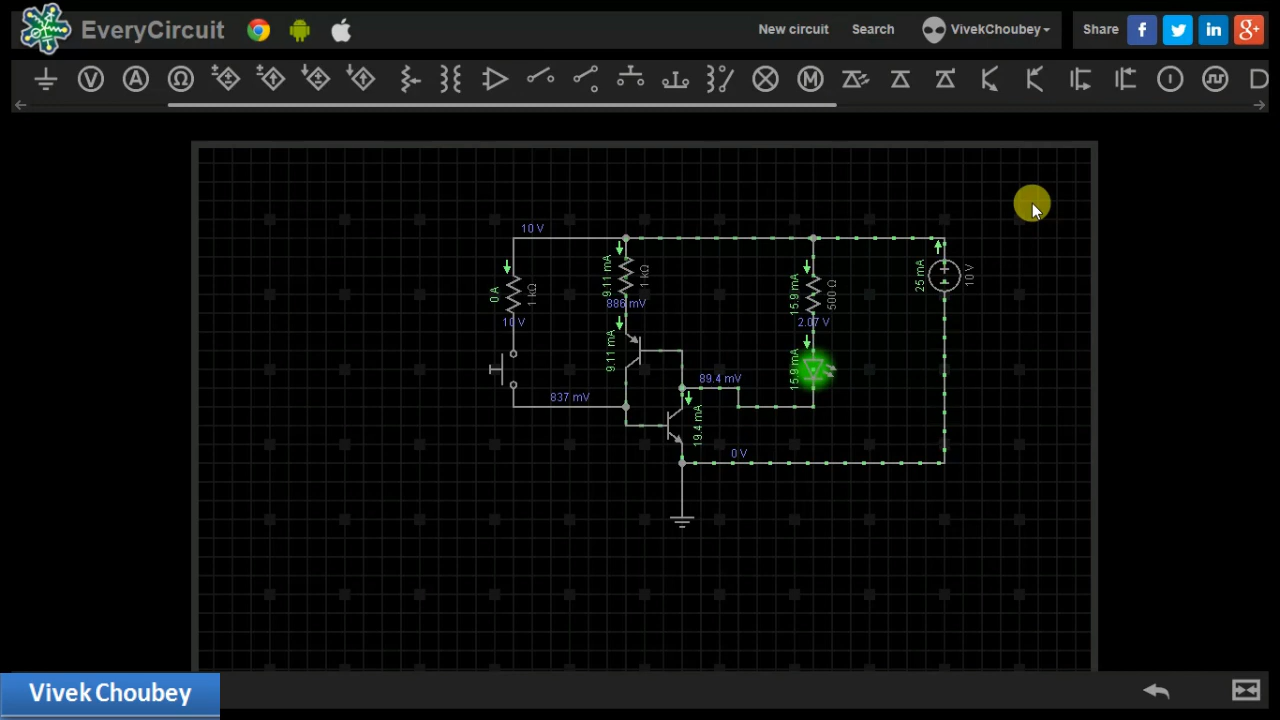 EveryCircuit
New circuit
Search
VivekChoubey
Share
10 V
0 A
1 kΩ
10 V
9.11 mA
1 kΩ
886 mV
9.11 mA
837 mV
89.4 mV
19.4 mA
0 V
15.9 mA
500 Ω
2.07 V
15.9 mA
25 mA
10 V
Vivek Choubey